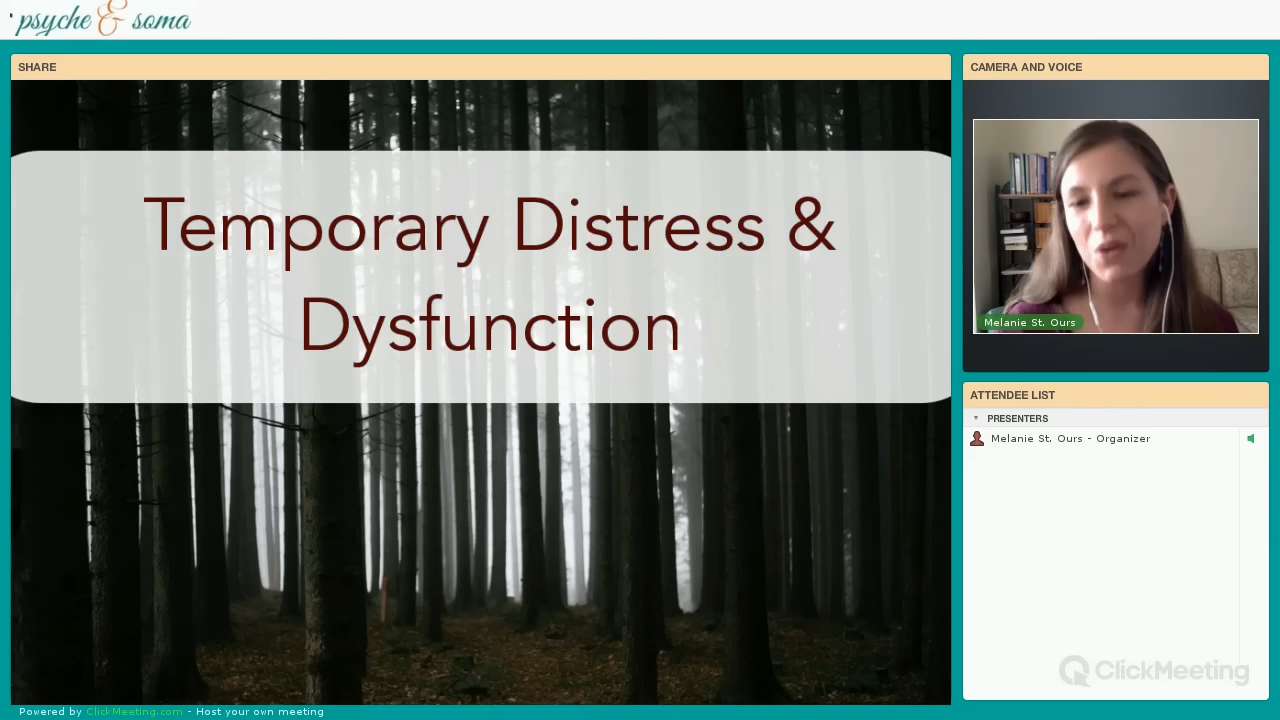 psyche & soma
SHARE
Temporary Distress &
Dysfunction
CAMERA AND VOICE
Melanie St. Ours
ATTENDEE LIST
PRESENTERS
Melanie St. Ours - Organizer
ClickMeeting
Powered by ClickMeeting.com - Host your own meeting